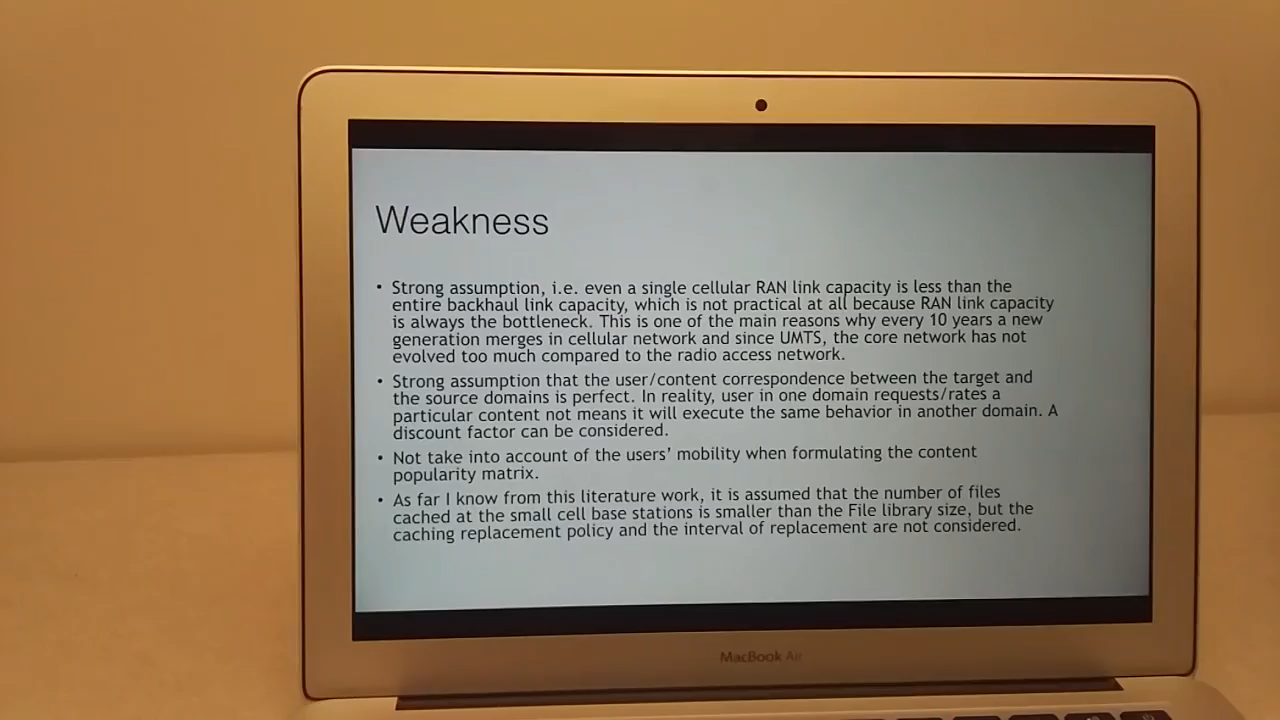 Weakness
• Strong assumption, i.e. even a single cellular RAN link capacity is less than the
entire backhaul link capacity, which is not practical at all because RAN link capacity
is always the bottleneck. This is one of the main reasons why every 10 years a new
generation merges in cellular network and since UMTS, the core network has not
evolved too much compared to the radio access network.
• Strong assumption that the user/content correspondence between the target and
the source domains is perfect. In reality, user in one domain requests/rates a
particular content not means it will execute the same behavior in another domain. A
discount factor can be considered.
• Not take into account of the users’ mobility when formulating the content
popularity matrix.
• As far I know from this literature work, it is assumed that the number of files
cached at the small cell base stations is smaller than the File library size, but the
caching replacement policy and the interval of replacement are not considered.
MacBook Air